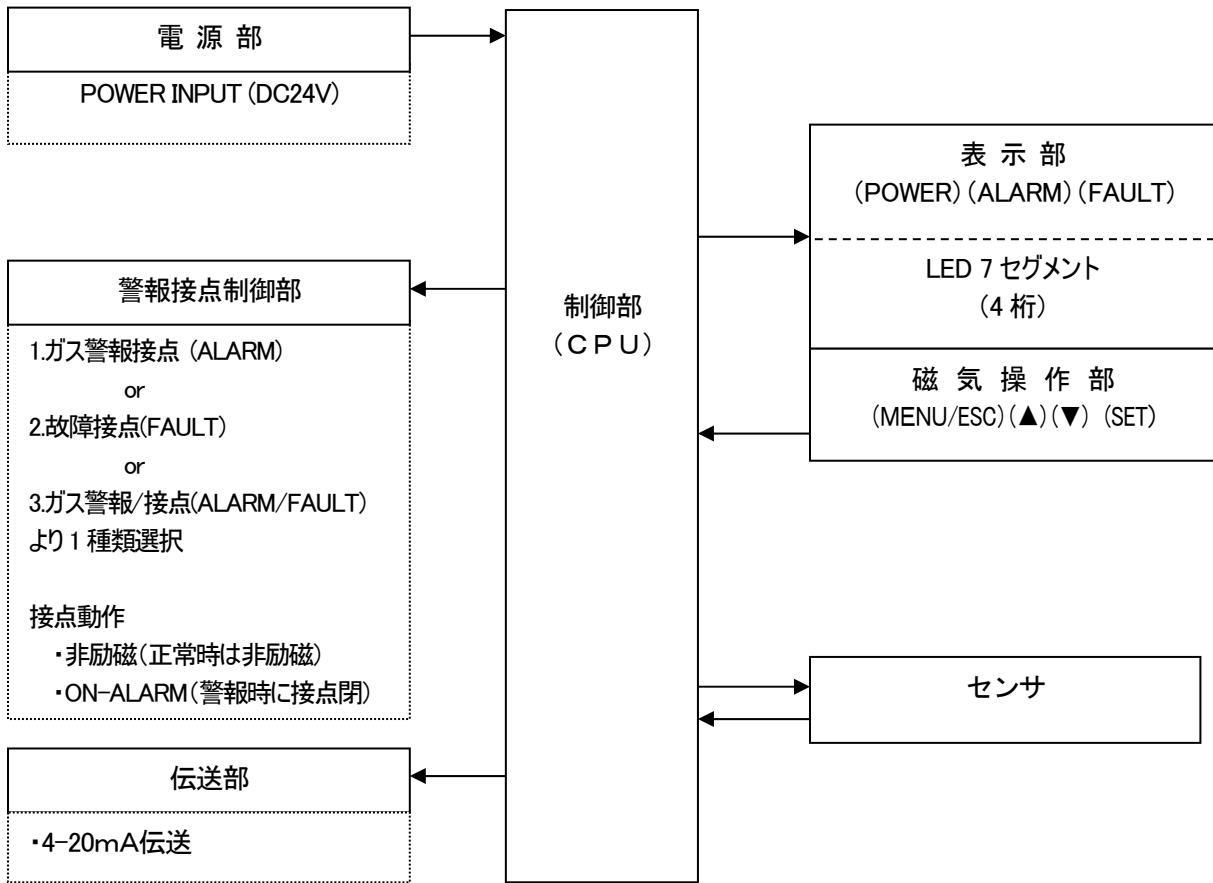 電 源 部
POWER INPUT (DC24V)
警報接点制御部
1.ガス警報接点 (ALARM)
or
2.故障接点(FAULT)
or
3.ガス警報/接点(ALARM/FAULT)
より 1 種類選択
接点動作
・非励磁(正常時は非励磁)
・ON-ALARM(警報時に接点閉)
伝送部
・4-20mA伝送
制御部
(CPU)
表 示 部
(POWER)(ALARM)(FAULT)
LED 7 セグメント
(4 桁)
磁 気 操 作 部
(MENU/ESC)(▲)(▼) (SET)
センサ